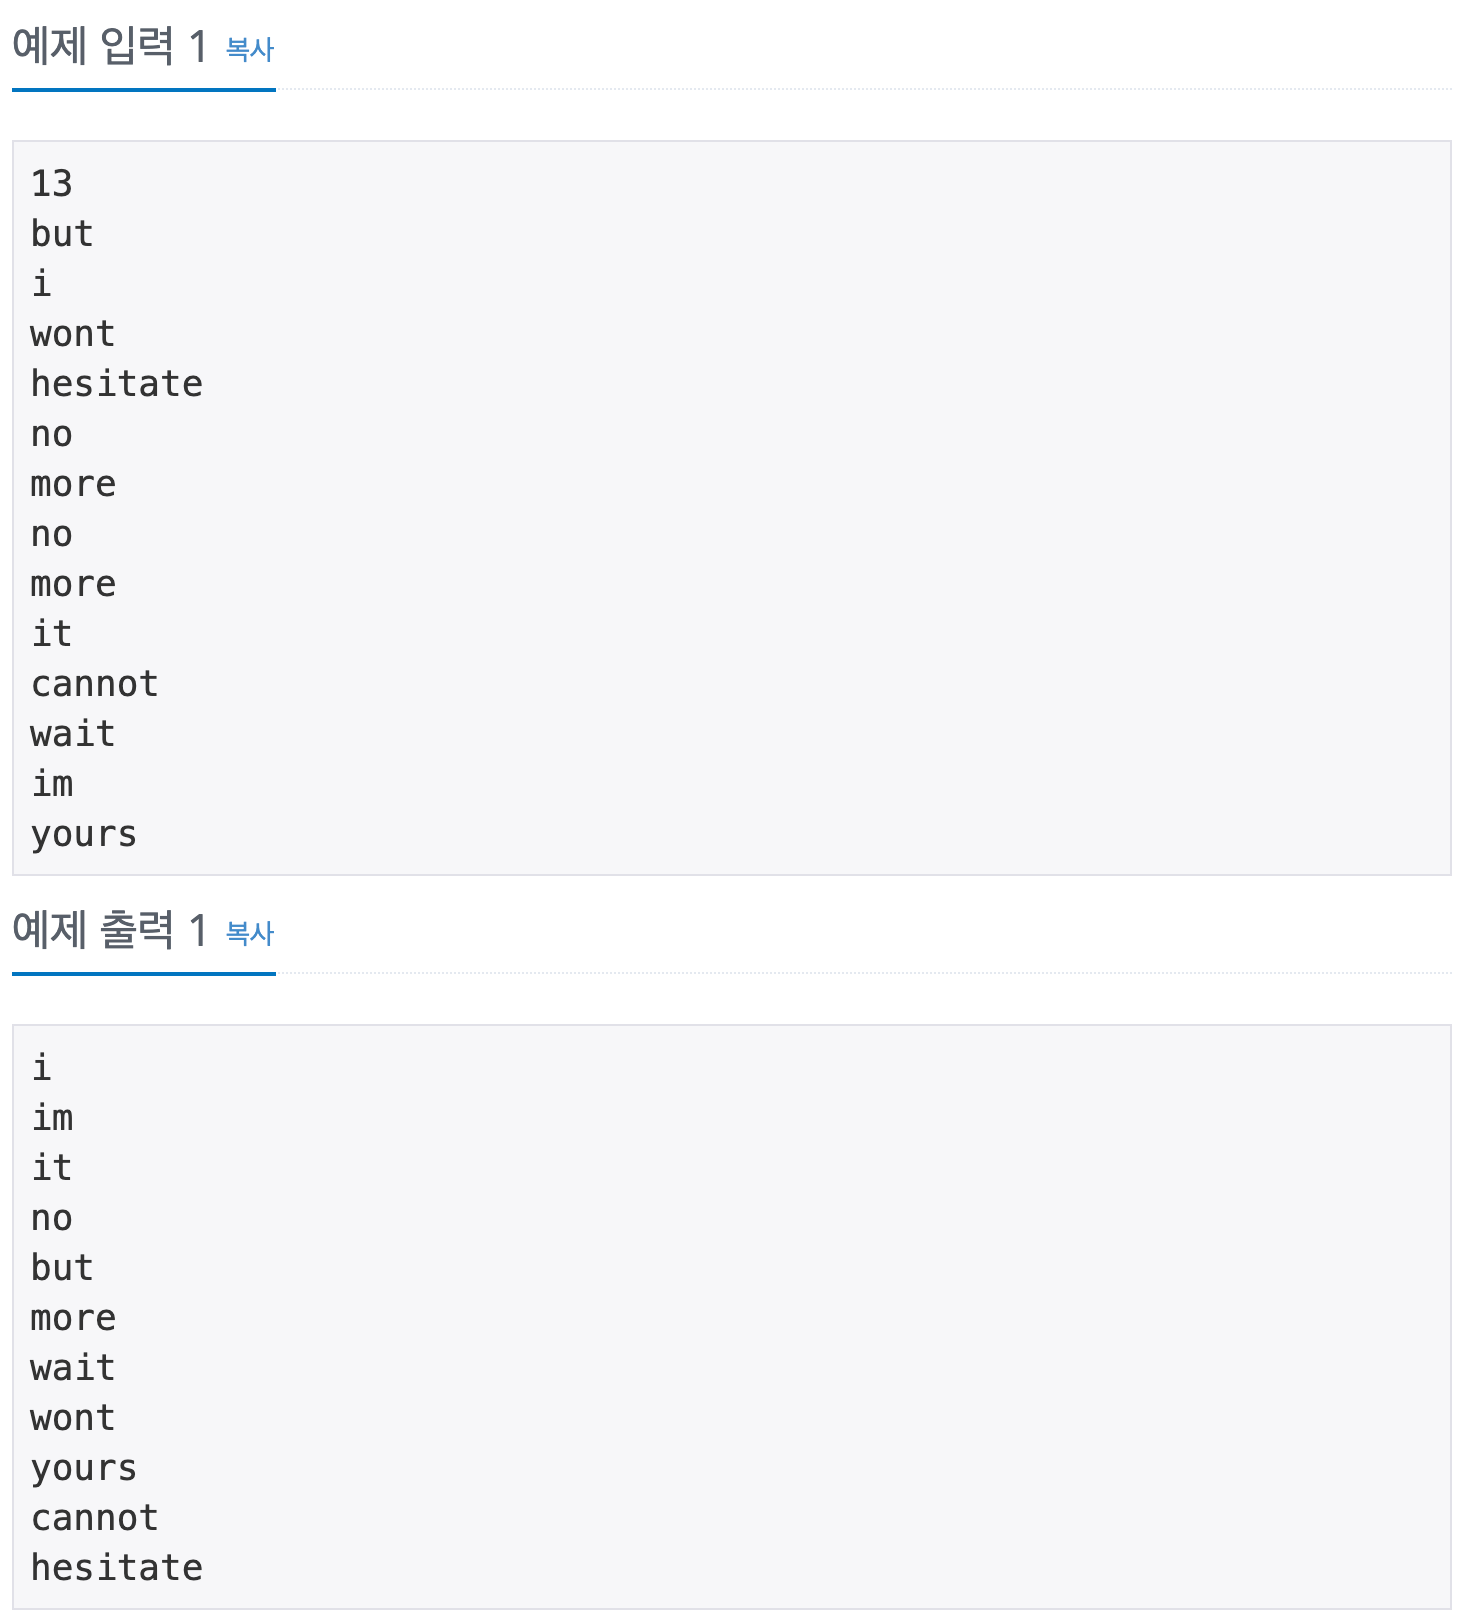 예제 입력 1 복사
13
but
i
wont
hesitate
no
more
no
more
it
cannot
wait
im
yours
예제 출력 1 복사
i
im
it
no
but
more
wait
wont
yours
cannot
hesitate